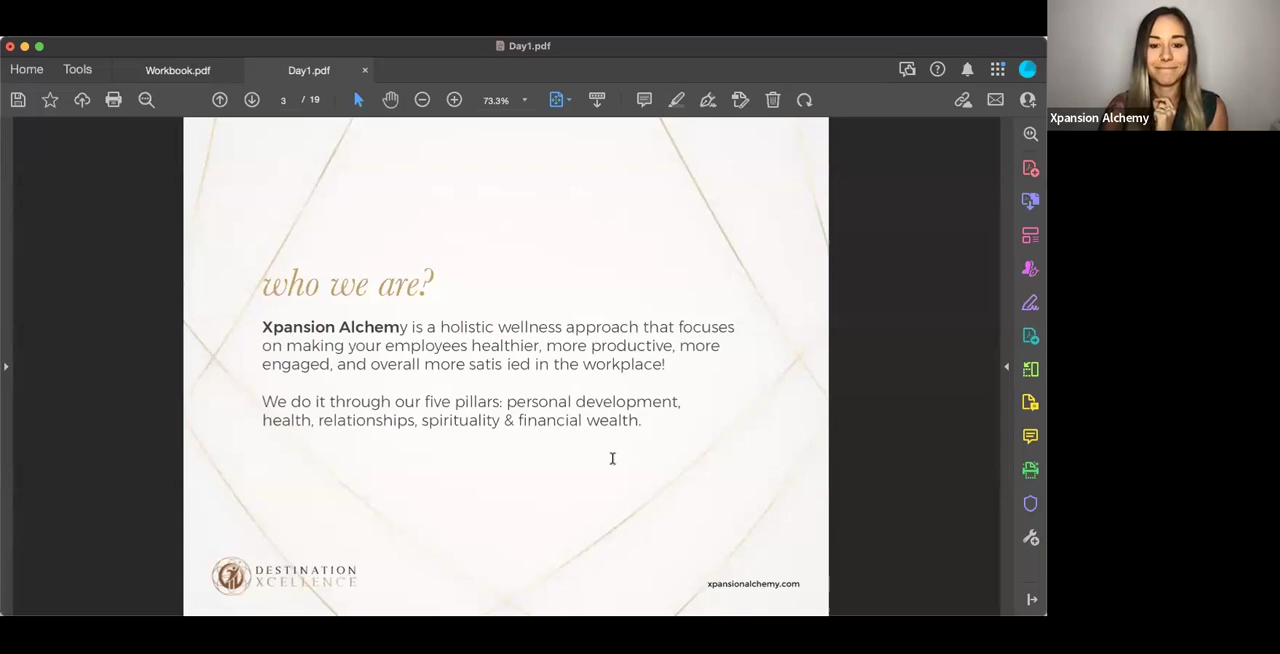 Day1.pdf
Home
Tools
Workbook.pdf
Day1.pdf
×
3 / 19
73.3%
Xpansion Alchemy
who we are?
Xpansion Alchemy is a holistic wellness approach that focuses
on making your employees healthier, more productive, more
engaged, and overall more satis ied in the workplace!
We do it through our five pillars: personal development,
health, relationships, spirituality & financial wealth.
DESTINATION
XCELLENCE
xpansionalchemy.com